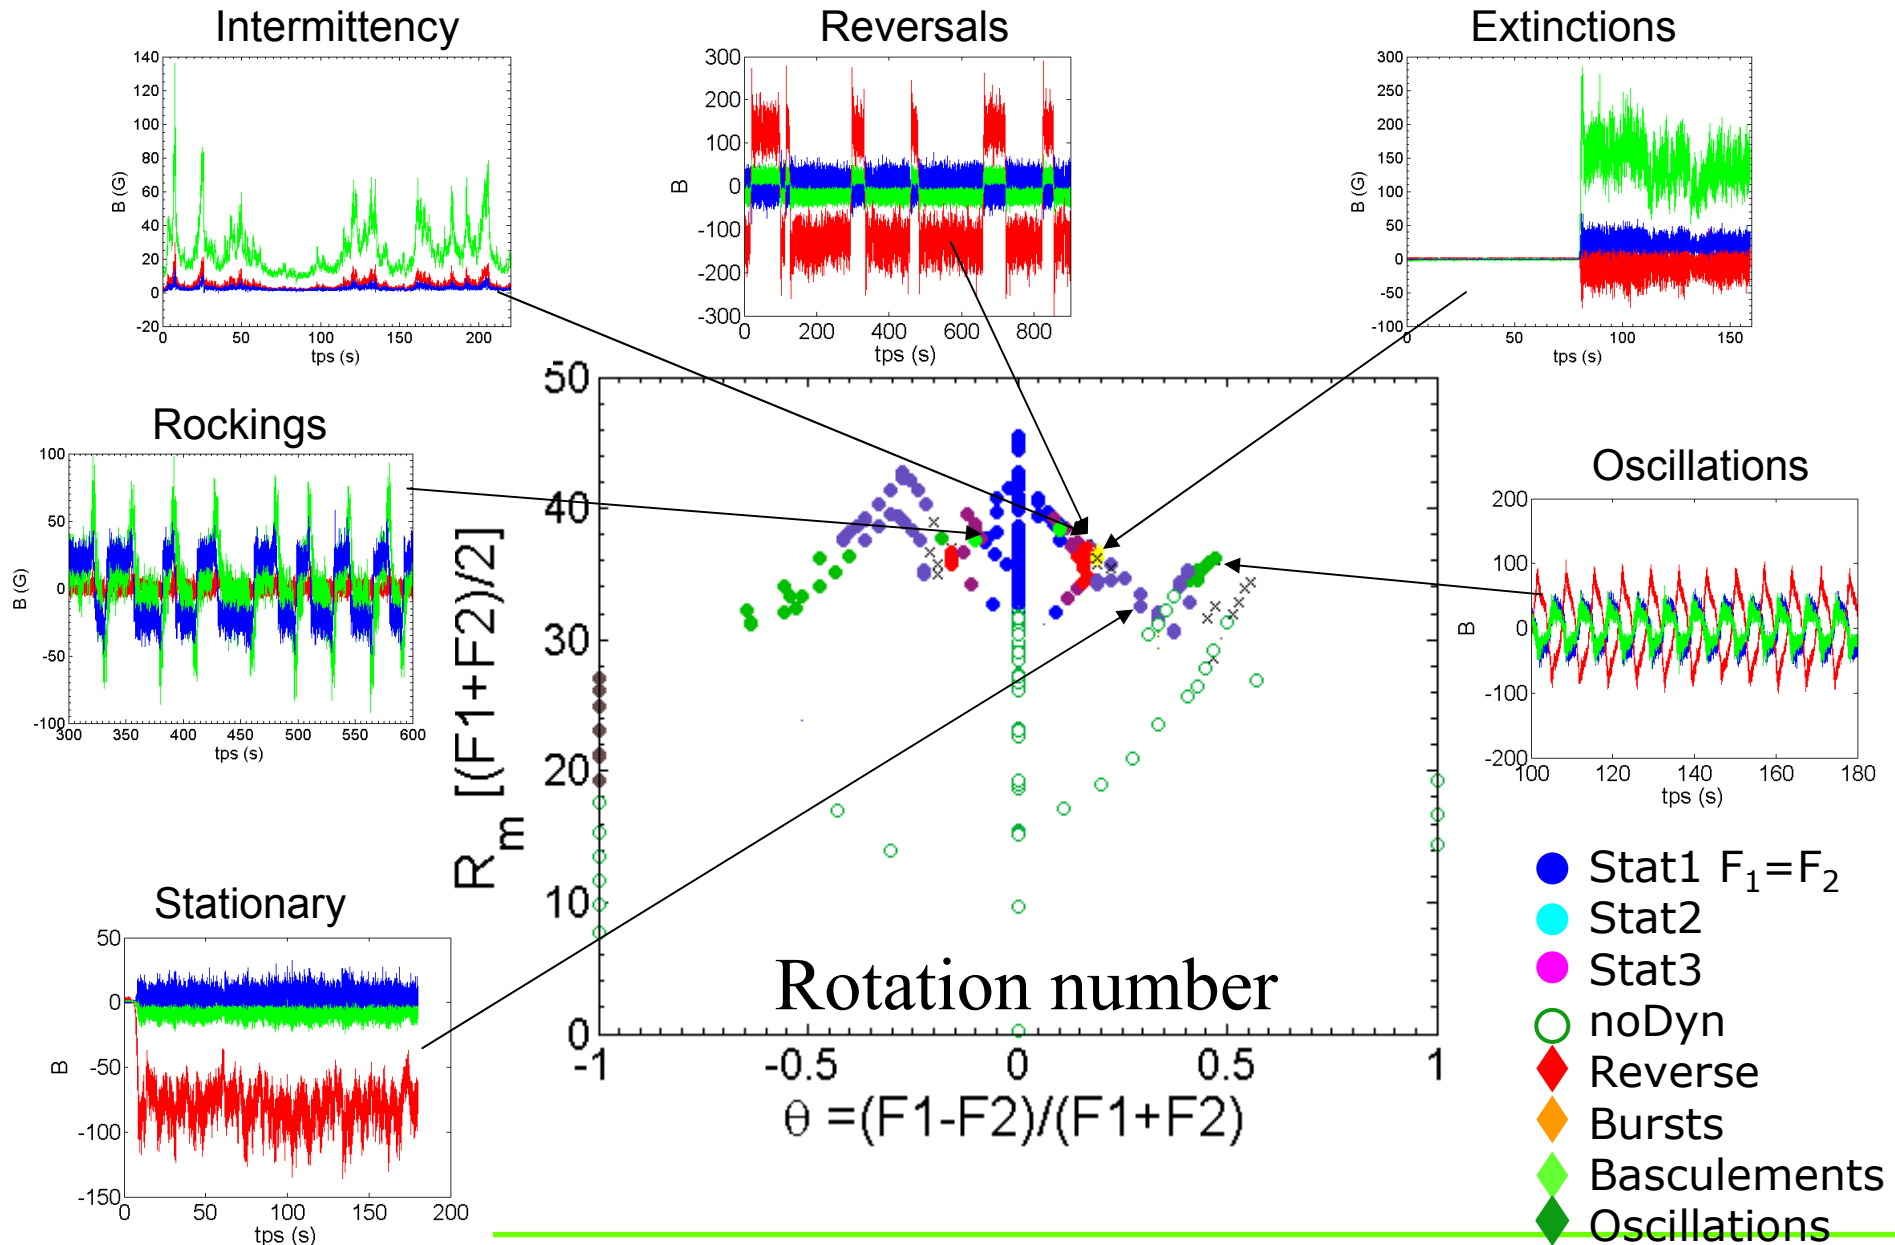 Intermittency
140
120
100
80
60
40
20
0
-20
B (G)
0 50 100 150 200
tps (s)
Reversals
300
200
100
0
-100
-200
-300
B
0 200 400 600 800
tps (s)
Extinctions
300
250
200
150
100
50
0
-50
-100
B (G)
0 50 100 150
tps (s)
Rockings
100
50
0
-50
-100
B (G)
300 350 400 450 500 550 600
tps (s)
Oscillations
200
100
0
-100
-200
B
100 120 140 160 180
tps (s)
Stationary
50
0
-50
-100
-150
B
0 50 100 150 200
tps (s)
50
40
30
20
10
0
R_m [(F1+F2)/2]
Rotation number
-1 -0.5 0 0.5 1
θ =(F1-F2)/(F1+F2)
Stat1 F₁=F₂
Stat2
Stat3
noDyn
Reverse
Bursts
Basculements
Oscillations